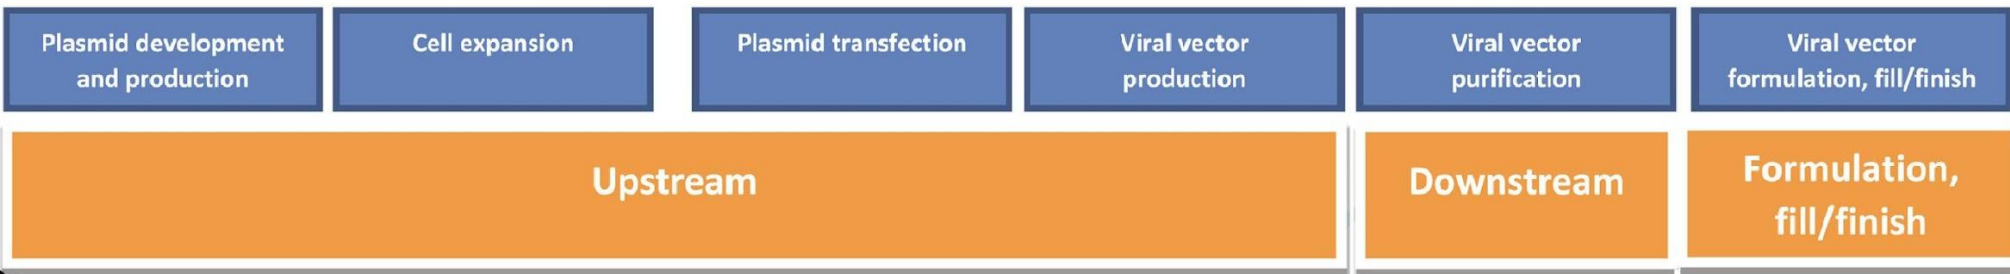 Plasmid development
and production
Cell expansion
Plasmid transfection
Viral vector
production
Viral vector
purification
Viral vector
formulation, fill/finish
Upstream
Downstream
Formulation,
fill/finish